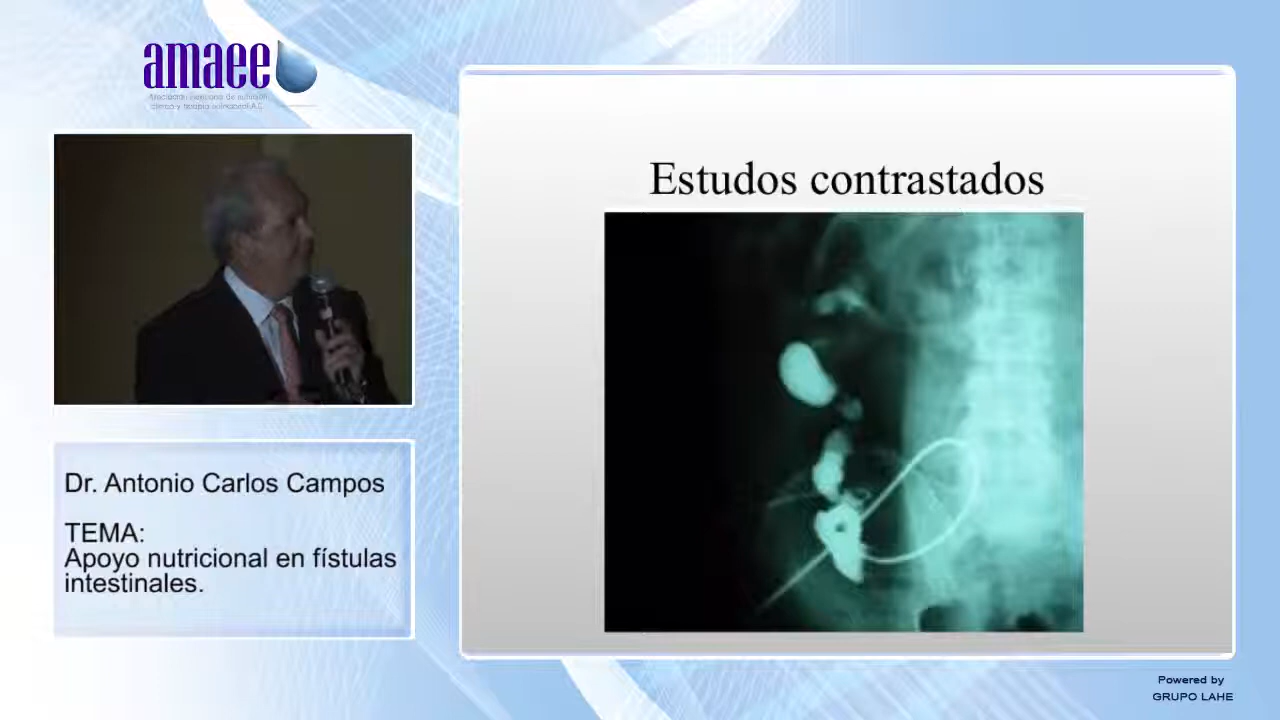 amaee
Estudos contrastados
Dr. Antonio Carlos Campos
TEMA:
Apoyo nutricional en fístulas
intestinales.
Powered by
GRUPO LAHE